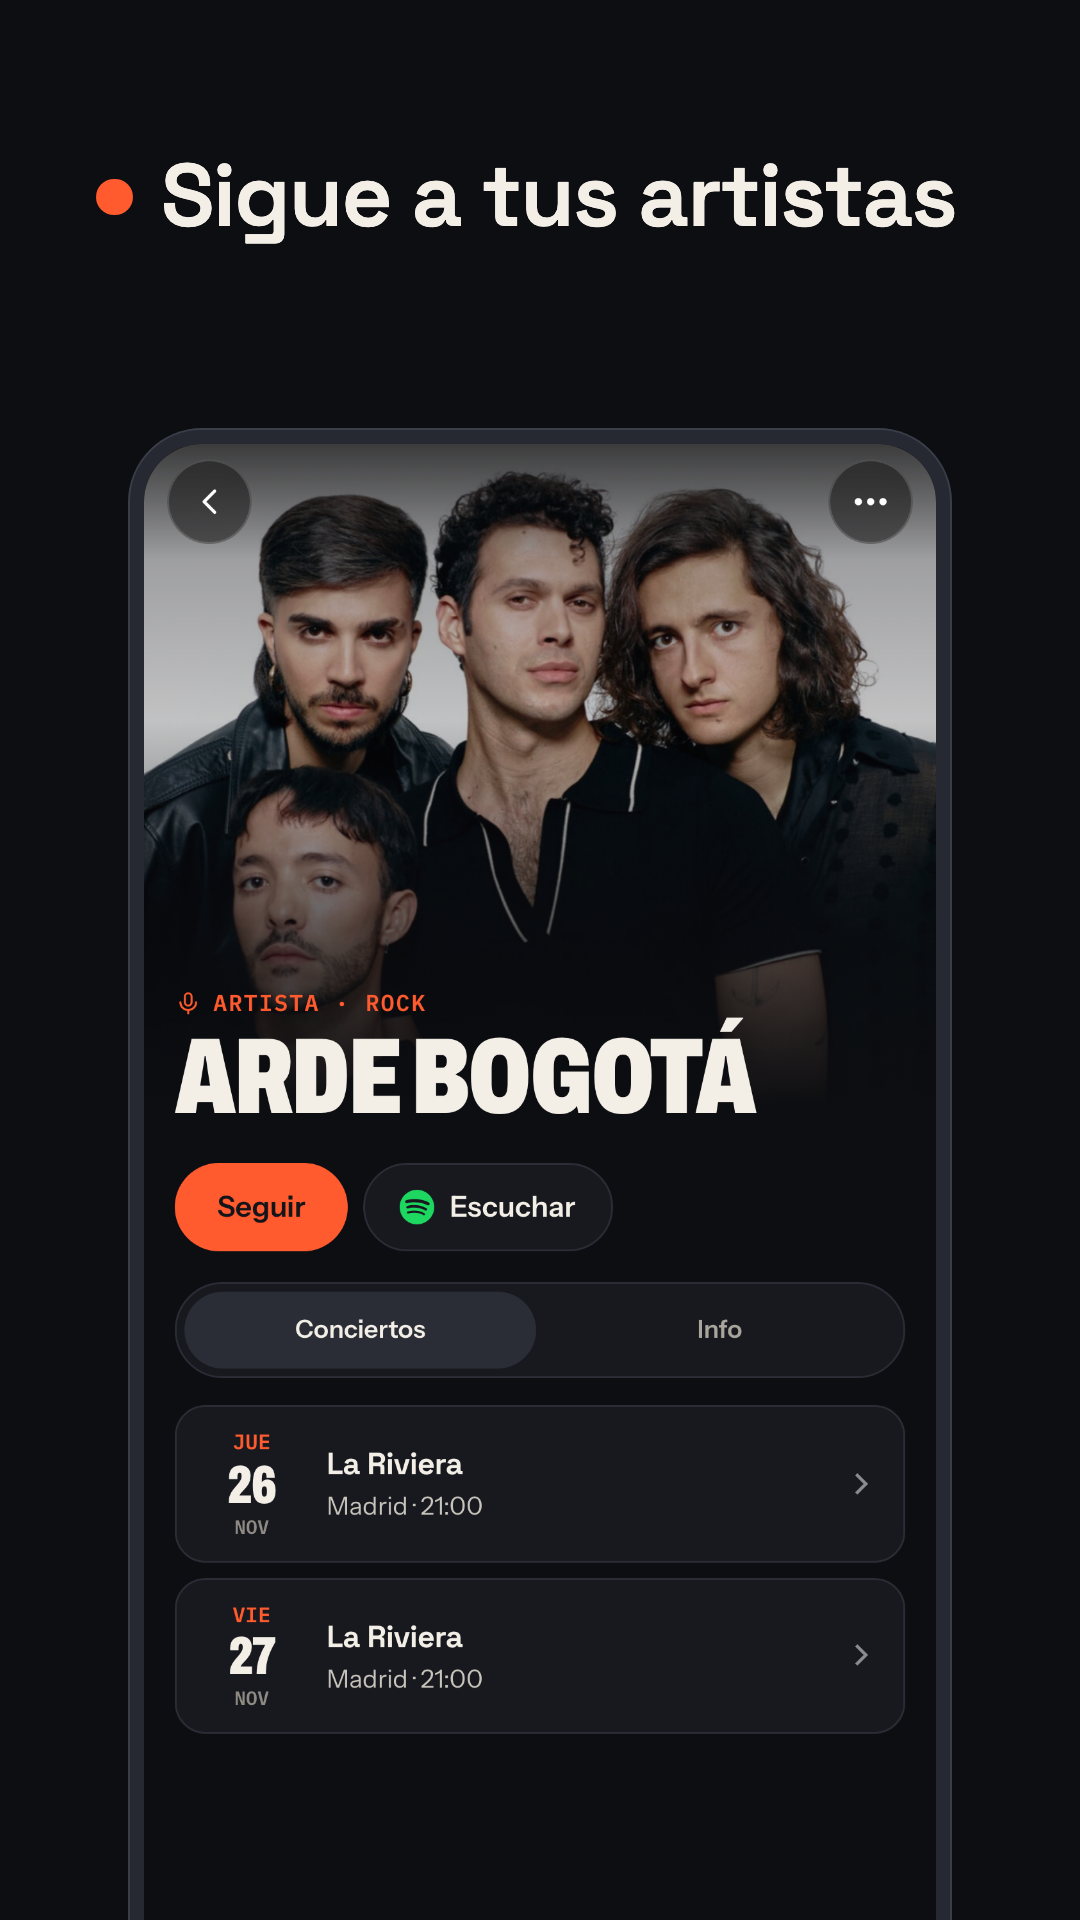 Sigue a tus artistas
ARTISTA · ROCK
ARDE BOGOTÁ
Seguir
Escuchar
Conciertos
Info
JUE
26
NOV
La Riviera
Madrid · 21:00
VIE
27
NOV
La Riviera
Madrid · 21:00